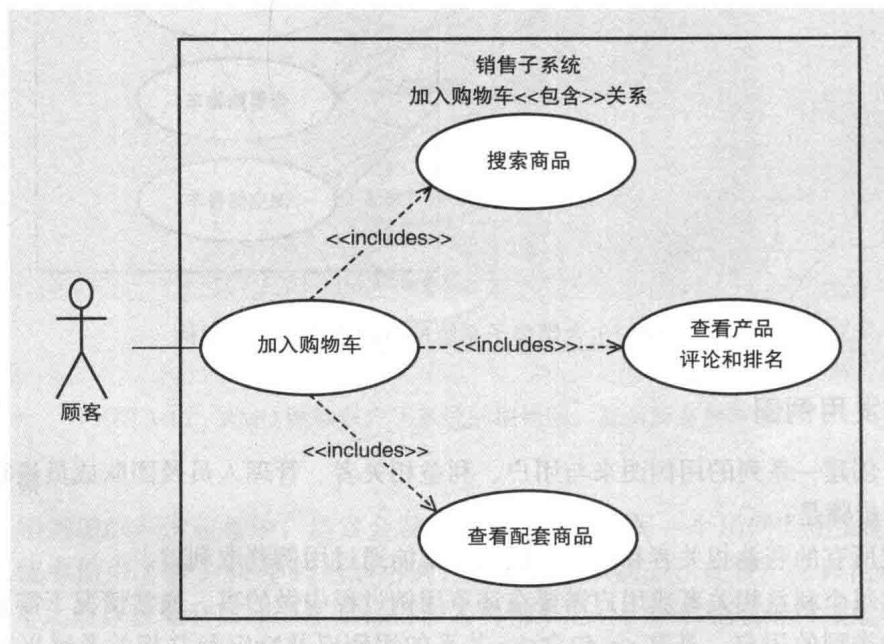 销售子系统
加入购物车<<包含>>关系
搜索商品
<<includes>>
顾客
加入购物车
<<includes>>
查看产品
评论和排名
<<includes>>
查看配套商品